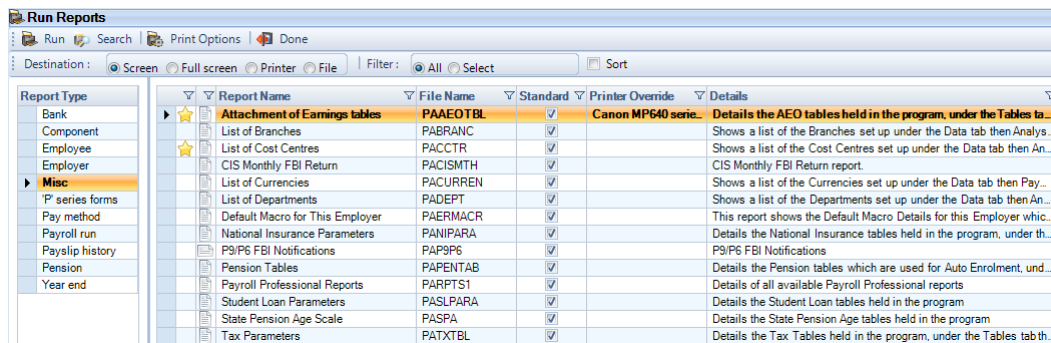 Run Reports
Run Search Print Options Done
Destination : Screen Full screen Printer File Filter : All Select Sort
Report Type Report Name File Name Standard Printer Override Details
Bank Attachment of Earnings tables PAAEOTBL Canon MP640 serie... Details the AEO tables held in the program, under the Tables ta...
Component List of Branches PABRANC Shows a list of the Branches set up under the Data tab then Analys...
Employee List of Cost Centres PACCTR Shows a list of the Cost Centres set up under the Data tab then An...
Employer CIS Monthly FBI Return PACISMTH CIS Monthly FBI Return report.
Misc List of Currencies PACURREN Shows a list of the Currencies set up under the Data tab then Pay...
'P' series forms List of Departments PADEPT Shows a list of the Departments set up under the Data tab then An...
Pay method Default Macro for This Employer PAERMACR This report shows the Default Macro Details for this Employer whic...
Payroll run National Insurance Parameters PANIPARA Details the National Insurance tables held in the program, under th...
Payslip history P9/P6 FBI Notifications PAP9P6 P9/P6 FBI Notifications
Pension Pension Tables PAPENTAB Details the Pension tables which are used for Auto Enrolment, und...
Year end Payroll Professional Reports PARPTS1 Details of all available Payroll Professional reports
Student Loan Parameters PASLPARA Details the Student Loan tables held in the program
State Pension Age Scale PASPA Details the State Pension Age tables held in the program
Tax Parameters PATXTBL Details the Tax Tables held in the program, under the Tables tab th...